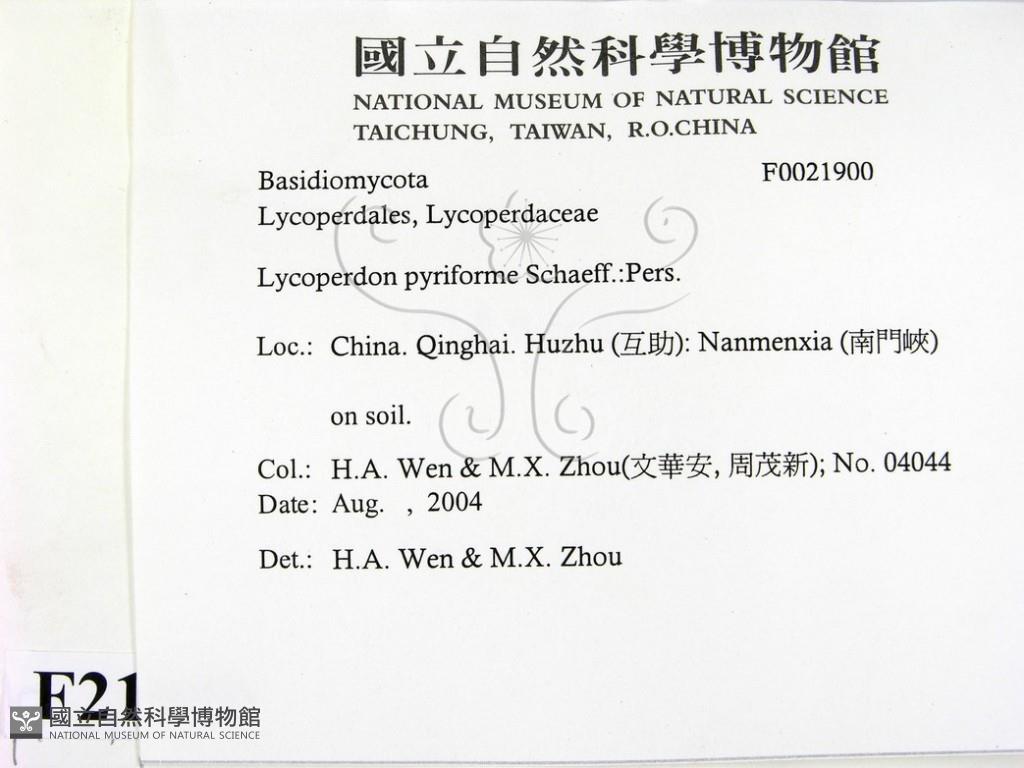 國立自然科學博物館
NATIONAL MUSEUM OF NATURAL SCIENCE
TAICHUNG, TAIWAN, R.O.CHINA
Basidiomycota F0021900
Lycoperdales, Lycoperdaceae
Lycoperdon pyriforme Schaeff.:Pers.
Loc.: China. Qinghai. Huzhu (互助): Nanmenxia (南門峽)
on soil.
Col.: H.A. Wen & M.X. Zhou(文華安, 周茂新); No. 04044
Date: Aug. , 2004
Det.: H.A. Wen & M.X. Zhou
F21
國立自然科學博物館
NATIONAL MUSEUM OF NATURAL SCIENCE